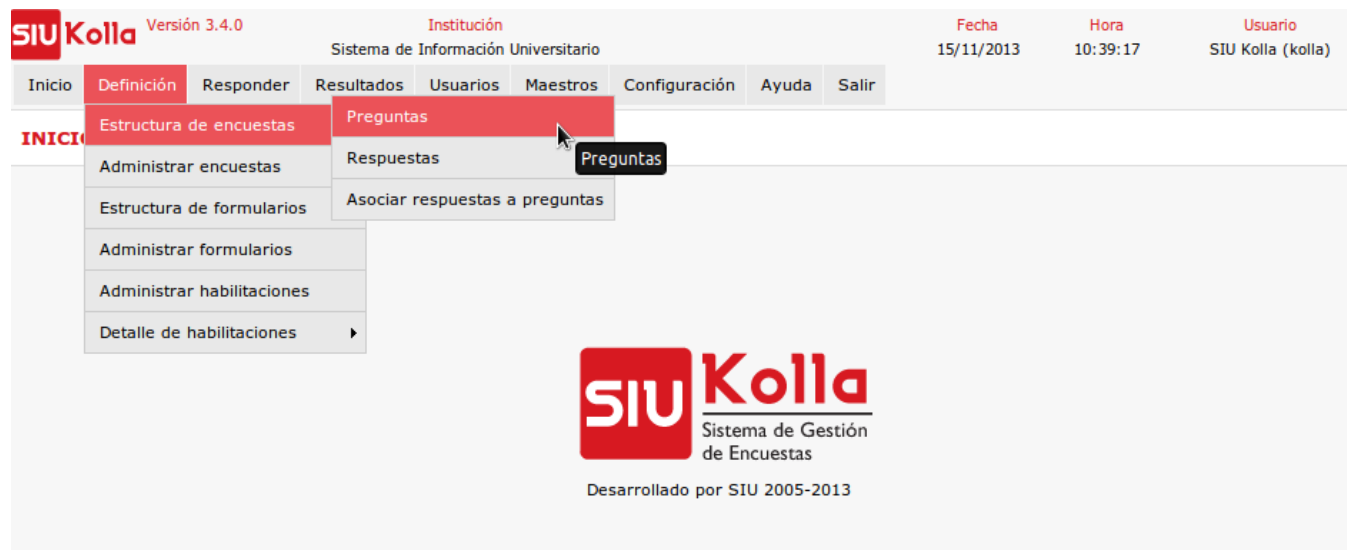 SIU Kolla Versión 3.4.0 Institución Fecha Hora Usuario
Sistema de Información Universitario 15/11/2013 10:39:17 SIU Kolla (kolla)
Inicio Definición Responder Resultados Usuarios Maestros Configuración Ayuda Salir
INICI
Estructura de encuestas
Administrar encuestas
Estructura de formularios
Administrar formularios
Administrar habilitaciones
Detalle de habilitaciones
Preguntas
Respuestas
Asociar respuestas a preguntas
Preguntas
SIU Kolla
Sistema de Gestión
de Encuestas
Desarrollado por SIU 2005-2013